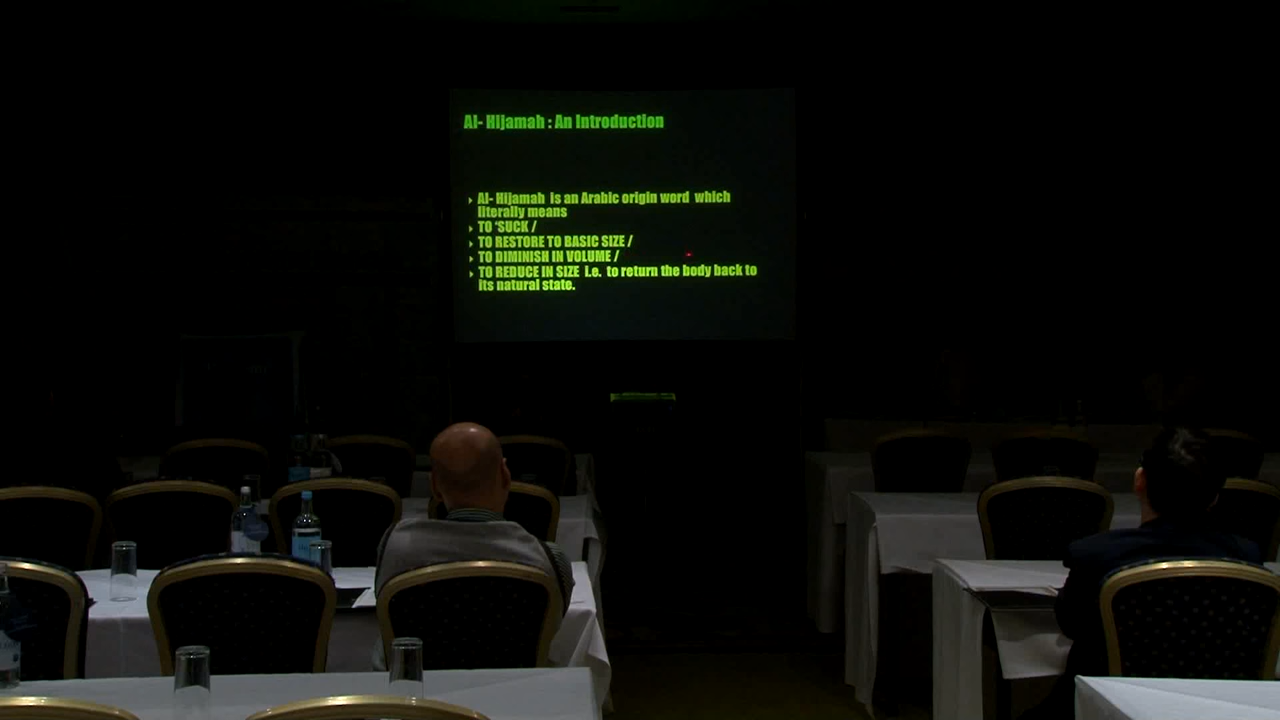 Al- Hijamah : An Introduction
Al- Hijamah is an Arabic origin word which
literally means
TO ‘SUCK /
TO RESTORE TO BASIC SIZE /
TO DIMINISH IN VOLUME /
TO REDUCE IN SIZE i.e. to return the body back to
its natural state.